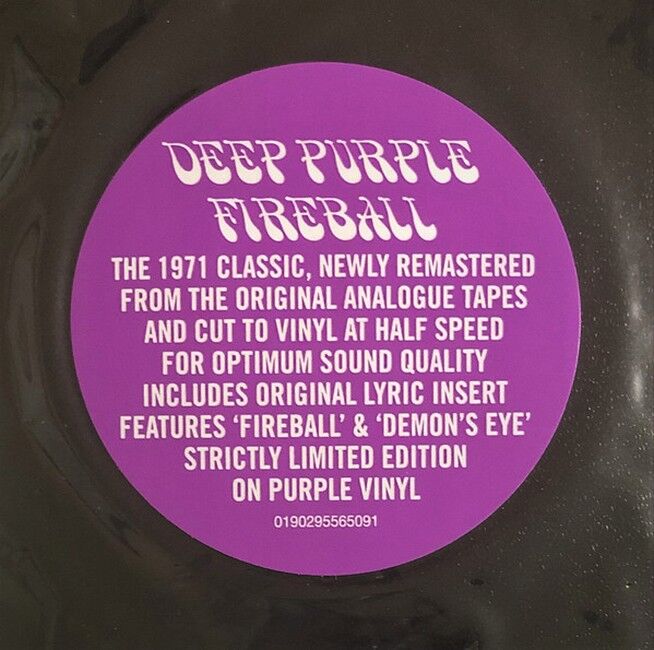 DEEP PURPLE
FIREBALL
THE 1971 CLASSIC, NEWLY REMASTERED
FROM THE ORIGINAL ANALOGUE TAPES
AND CUT TO VINYL AT HALF SPEED
FOR OPTIMUM SOUND QUALITY
INCLUDES ORIGINAL LYRIC INSERT
FEATURES ‘FIREBALL’ & ‘DEMON’S EYE’
STRICTLY LIMITED EDITION
ON PURPLE VINYL
0190295565091